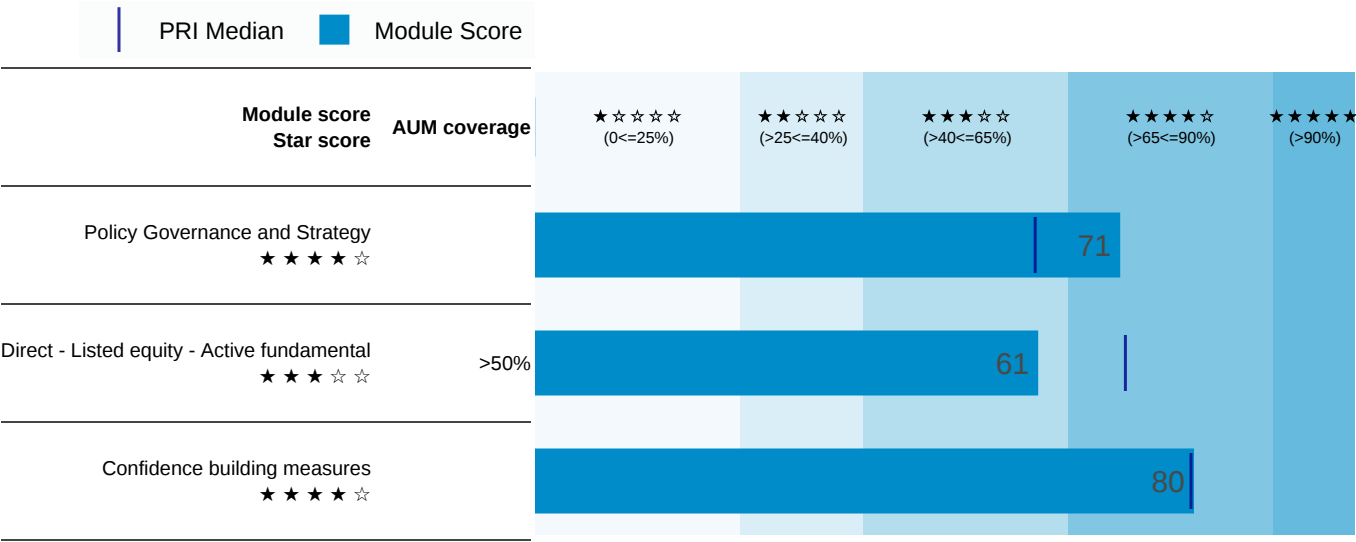 PRI Median Module Score
Module score
Star score
AUM coverage
★☆☆☆☆ ★★☆☆☆ ★★★☆☆ ★★★★☆ ★★★★★
(0<=25%) (>25<=40%) (>40<=65%) (>65<=90%) (>90%)
Policy Governance and Strategy
★★★★☆
71
Direct - Listed equity - Active fundamental
★★★☆☆
>50%
61
Confidence building measures
★★★★☆
80